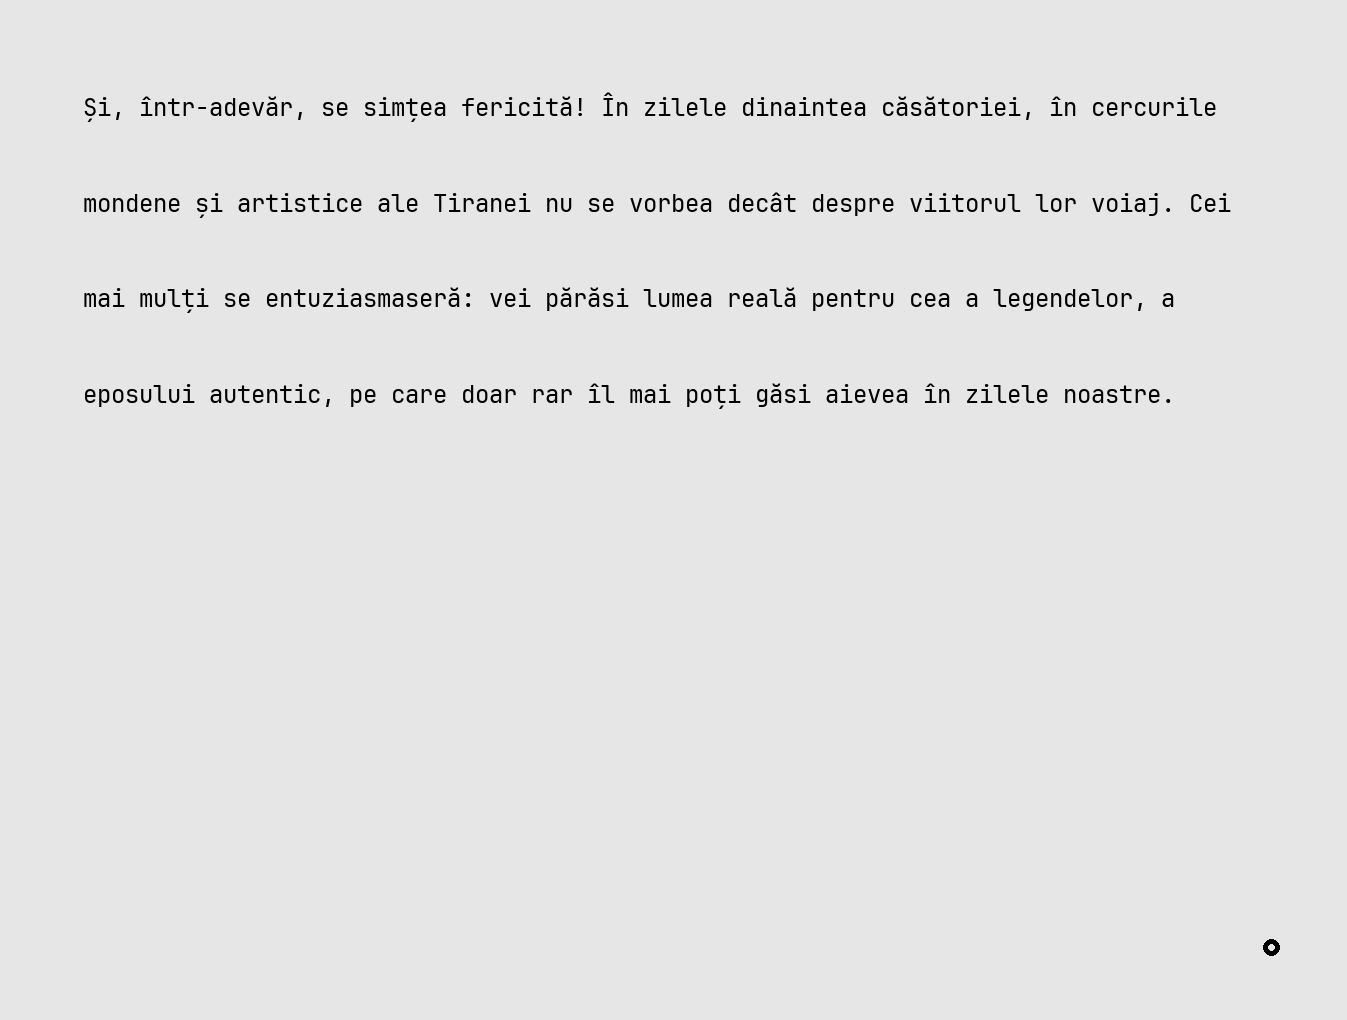 Și, într-adevăr, se simțea fericită! În zilele dinaintea căsătoriei, în cercurile
mondene și artistice ale Tiranei nu se vorbea decât despre viitorul lor voiaj. Cei
mai mulți se entuziasmaseră: vei părăsi lumea reală pentru cea a legendelor, a
eposului autentic, pe care doar rar îl mai poți găsi aievea în zilele noastre.